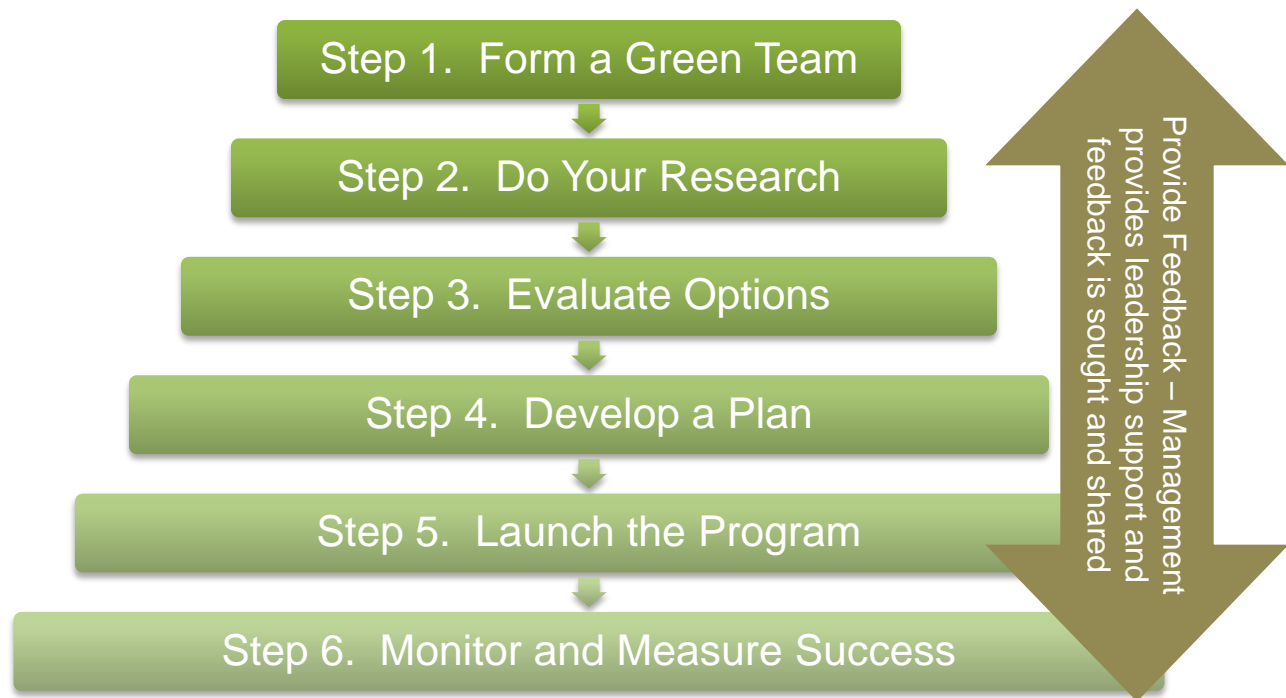 Step 1.  Form a Green Team
Step 2.  Do Your Research
Step 3.  Evaluate Options
Step 4.  Develop a Plan
Step 5.  Launch the Program
Step 6.  Monitor and Measure Success
Provide Feedback – Management
provides leadership support and
feedback is sought and shared